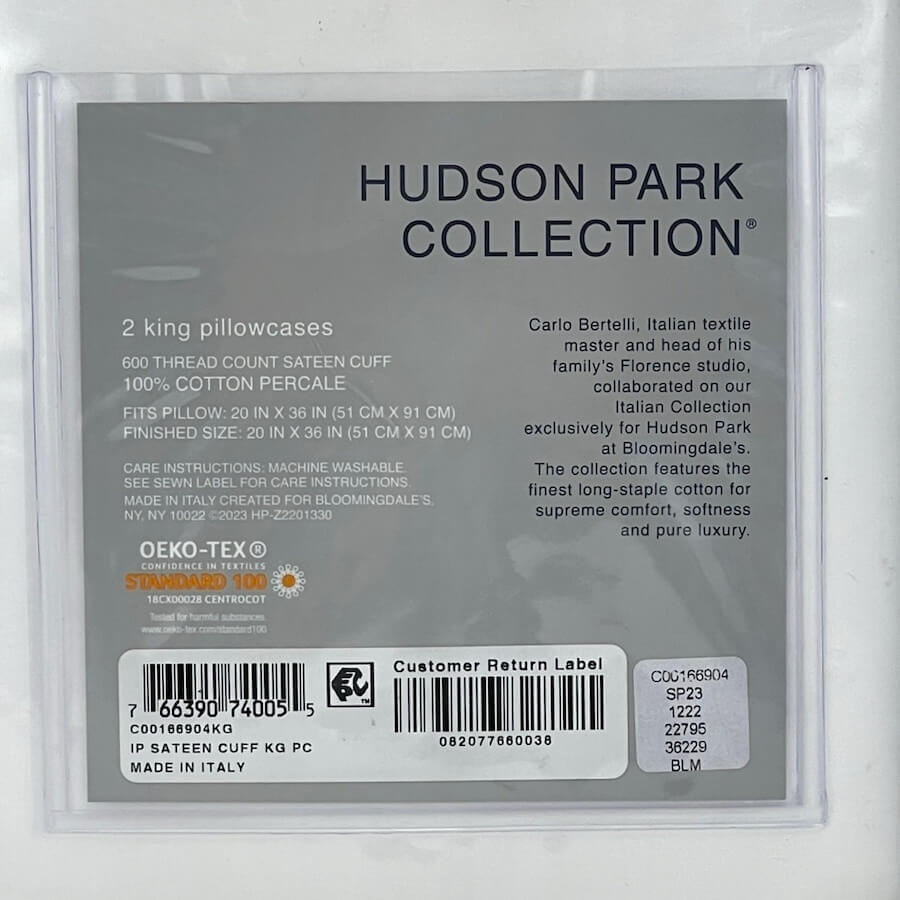 HUDSON PARK
COLLECTION®
2 king pillowcases
600 THREAD COUNT SATEEN CUFF
100% COTTON PERCALE
FITS PILLOW: 20 IN X 36 IN (51 CM X 91 CM)
FINISHED SIZE: 20 IN X 36 IN (51 CM X 91 CM)
CARE INSTRUCTIONS: MACHINE WASHABLE.
SEE SEWN LABEL FOR CARE INSTRUCTIONS.
MADE IN ITALY CREATED FOR BLOOMINGDALE'S,
NY, NY 10022 ©2023 HP-Z2201330
OEKO-TEX®
CONFIDENCE IN TEXTILES
STANDARD 100
18CX00028 CENTROCOT
Tested for harmful substances.
www.oeko-tex.com/standard100
Carlo Bertelli, Italian textile
master and head of his
family's Florence studio,
collaborated on our
Italian Collection
exclusively for Hudson Park
at Bloomingdale's.
The collection features the
finest long-staple cotton for
supreme comfort, softness
and pure luxury.
7 66390 74005 5
C00166904KG
IP SATEEN CUFF KG PC
MADE IN ITALY
EPC TM
Customer Return Label
082077660038
C00166904
SP23
1222
22795
36229
BLM